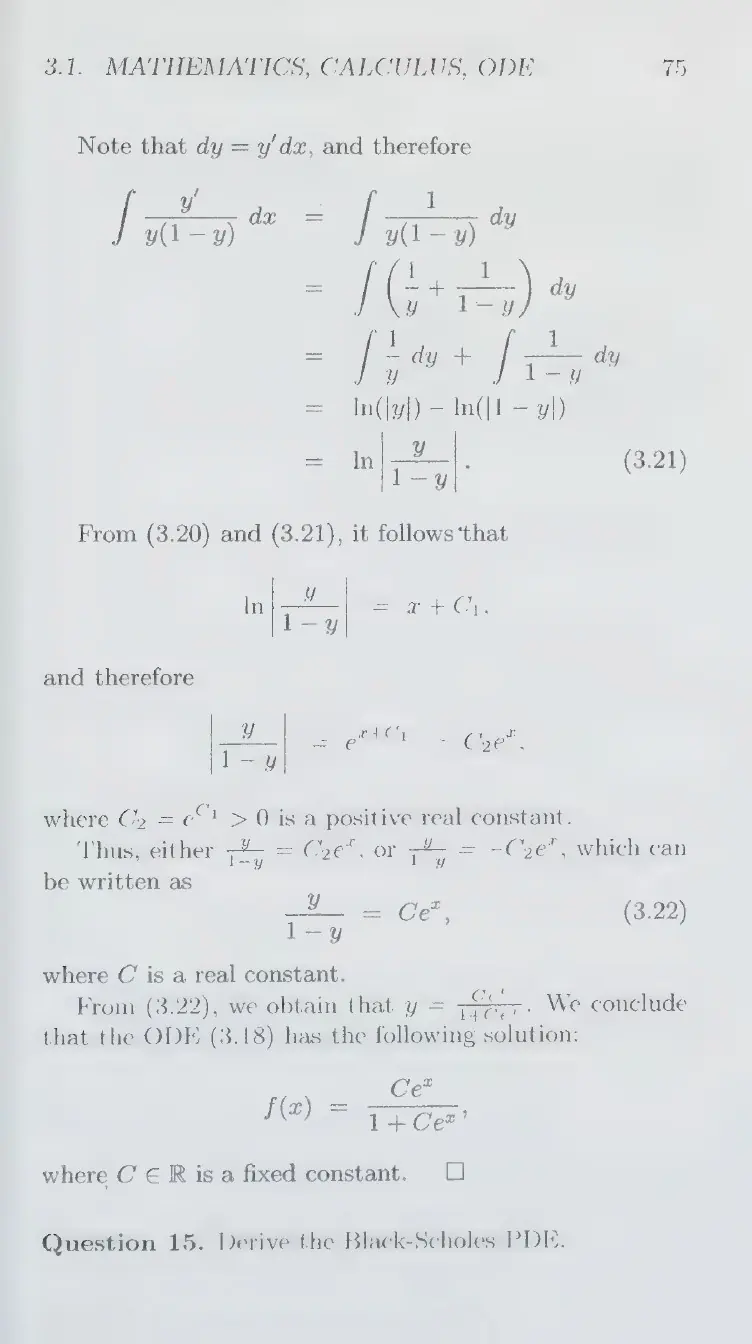 3.1. MATHEMATICS, CALCULUS, ODE 75
Note that dy = y′dx, and therefore
∫ y′/(y(1 − y)) dx = ∫ 1/(y(1 − y)) dy
= ∫ (1/y + 1/(1 − y)) dy
= ∫ 1/y dy + ∫ 1/(1 − y) dy
= ln(|y|) − ln(|1 − y|)
= ln |y/(1 − y)|. (3.21)
From (3.20) and (3.21), it follows that
ln |y/(1 − y)| = x + C₁.
and therefore
|y/(1 − y)| = e^(x+C₁) = C₂e^x.
where C₂ = e^(C₁) > 0 is a positive real constant.
Thus, either y/(1−y) = C₂e^x, or y/(1−y) = −C₂e^x, which can
be written as
y/(1 − y) = Ce^x, (3.22)
where C is a real constant.
From (3.22), we obtain that y = Ce^x/(1+Ce^x). We conclude
that the ODE (3.18) has the following solution:
f(x) = Ce^x/(1 + Ce^x),
where C ∈ ℝ is a fixed constant. □
Question 15. Derive the Black-Scholes PDE.